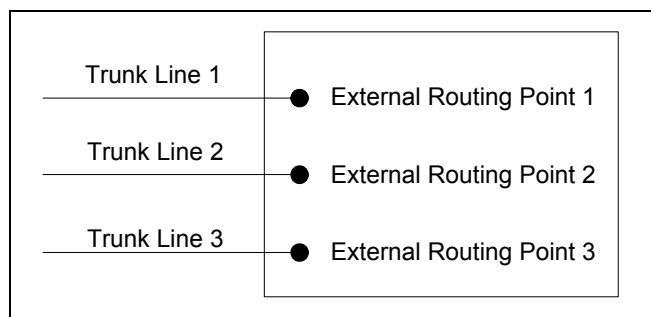 Trunk Line 1
External Routing Point 1
Trunk Line 2
External Routing Point 2
Trunk Line 3
External Routing Point 3